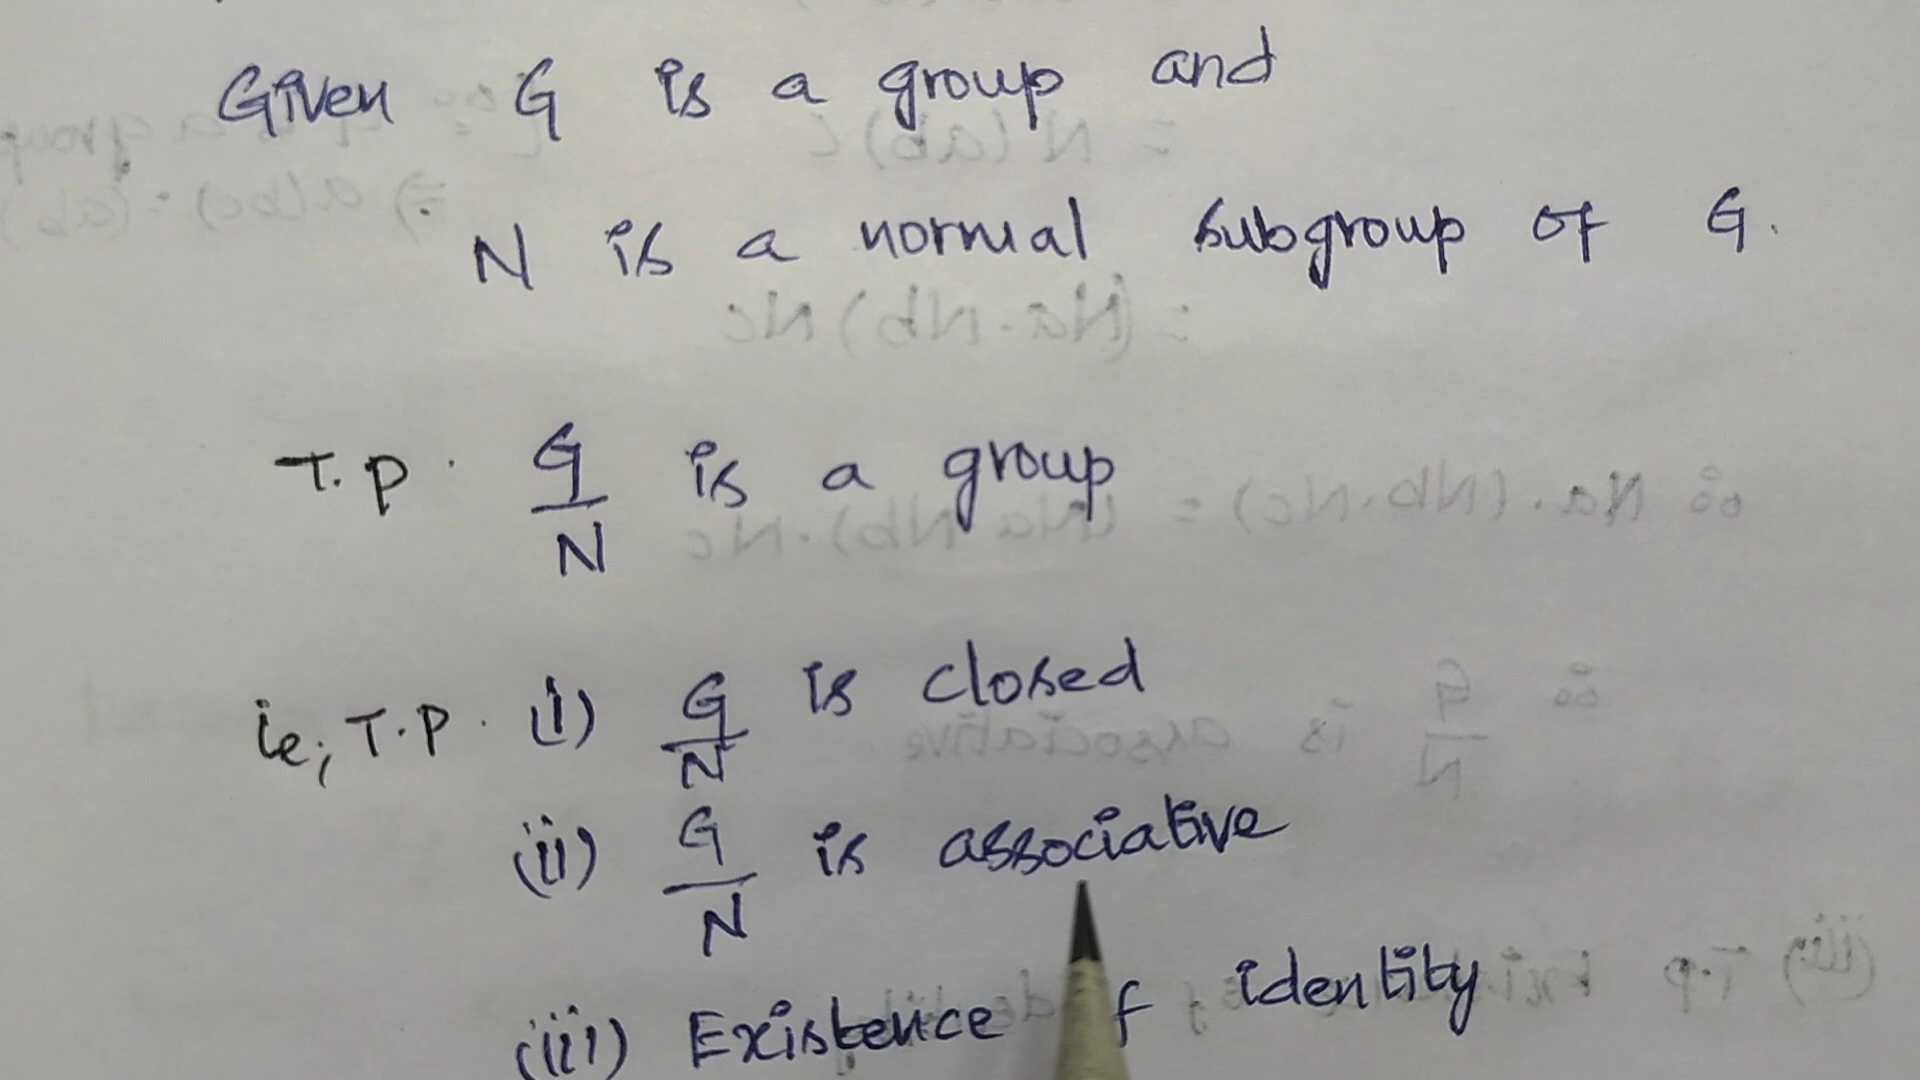 Given G is a group and
N is a normal subgroup of G.
T.P. G/N is a group
ie; T.P. (i) G/N is closed
(ii) G/N is associative
(iii) Existence f identity